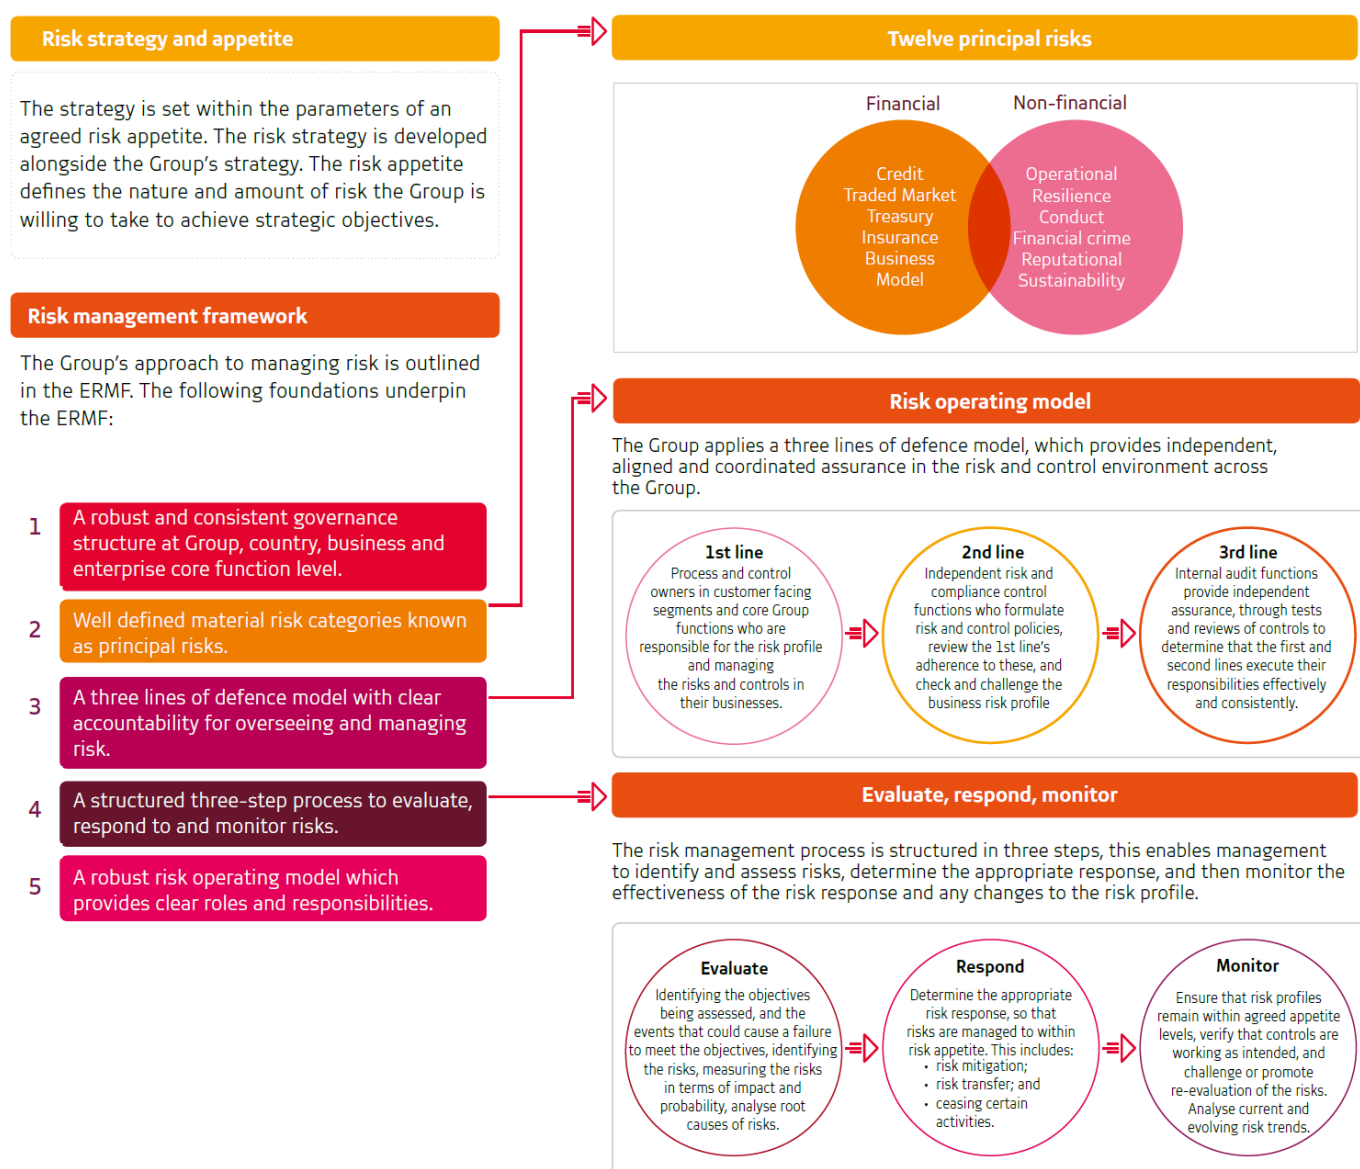 Risk strategy and appetite
The strategy is set within the parameters of an
agreed risk appetite. The risk strategy is developed
alongside the Group's strategy. The risk appetite
defines the nature and amount of risk the Group is
willing to take to achieve strategic objectives.
Risk management framework
The Group's approach to managing risk is outlined
in the ERMF. The following foundations underpin
the ERMF:
1
A robust and consistent governance
structure at Group, country, business and
enterprise core function level.
2
Well defined material risk categories known
as principal risks.
3
A three lines of defence model with clear
accountability for overseeing and managing
risk.
4
A structured three-step process to evaluate,
respond to and monitor risks.
5
A robust risk operating model which
provides clear roles and responsibilities.
Twelve principal risks
Financial
Credit
Traded Market
Treasury
Insurance
Business
Model
Non-financial
Operational
Resilience
Conduct
Financial crime
Reputational
Sustainability
Risk operating model
The Group applies a three lines of defence model, which provides independent,
aligned and coordinated assurance in the risk and control environment across
the Group.
1st line
Process and control
owners in customer facing
segments and core Group
functions who are
responsible for the risk profile
and managing
the risks and controls in
their businesses.
2nd line
Independent risk and
compliance control
functions who formulate
risk and control policies,
review the 1st line's
adherence to these, and
check and challenge the
business risk profile
3rd line
Internal audit functions
provide independent
assurance, through tests
and reviews of controls to
determine that the first and
second lines execute their
responsibilities effectively
and consistently.
Evaluate, respond, monitor
The risk management process is structured in three steps, this enables management
to identify and assess risks, determine the appropriate response, and then monitor the
effectiveness of the risk response and any changes to the risk profile.
Evaluate
Identifying the objectives
being assessed, and the
events that could cause a failure
to meet the objectives, identifying
the risks, measuring the risks
in terms of impact and
probability, analyse root
causes of risks.
Respond
Determine the appropriate
risk response, so that
risks are managed to within
risk appetite. This includes:
• risk mitigation;
• risk transfer; and
• ceasing certain
activities.
Monitor
Ensure that risk profiles
remain within agreed appetite
levels, verify that controls are
working as intended, and
challenge or promote
re-evaluation of the risks.
Analyse current and
evolving risk trends.